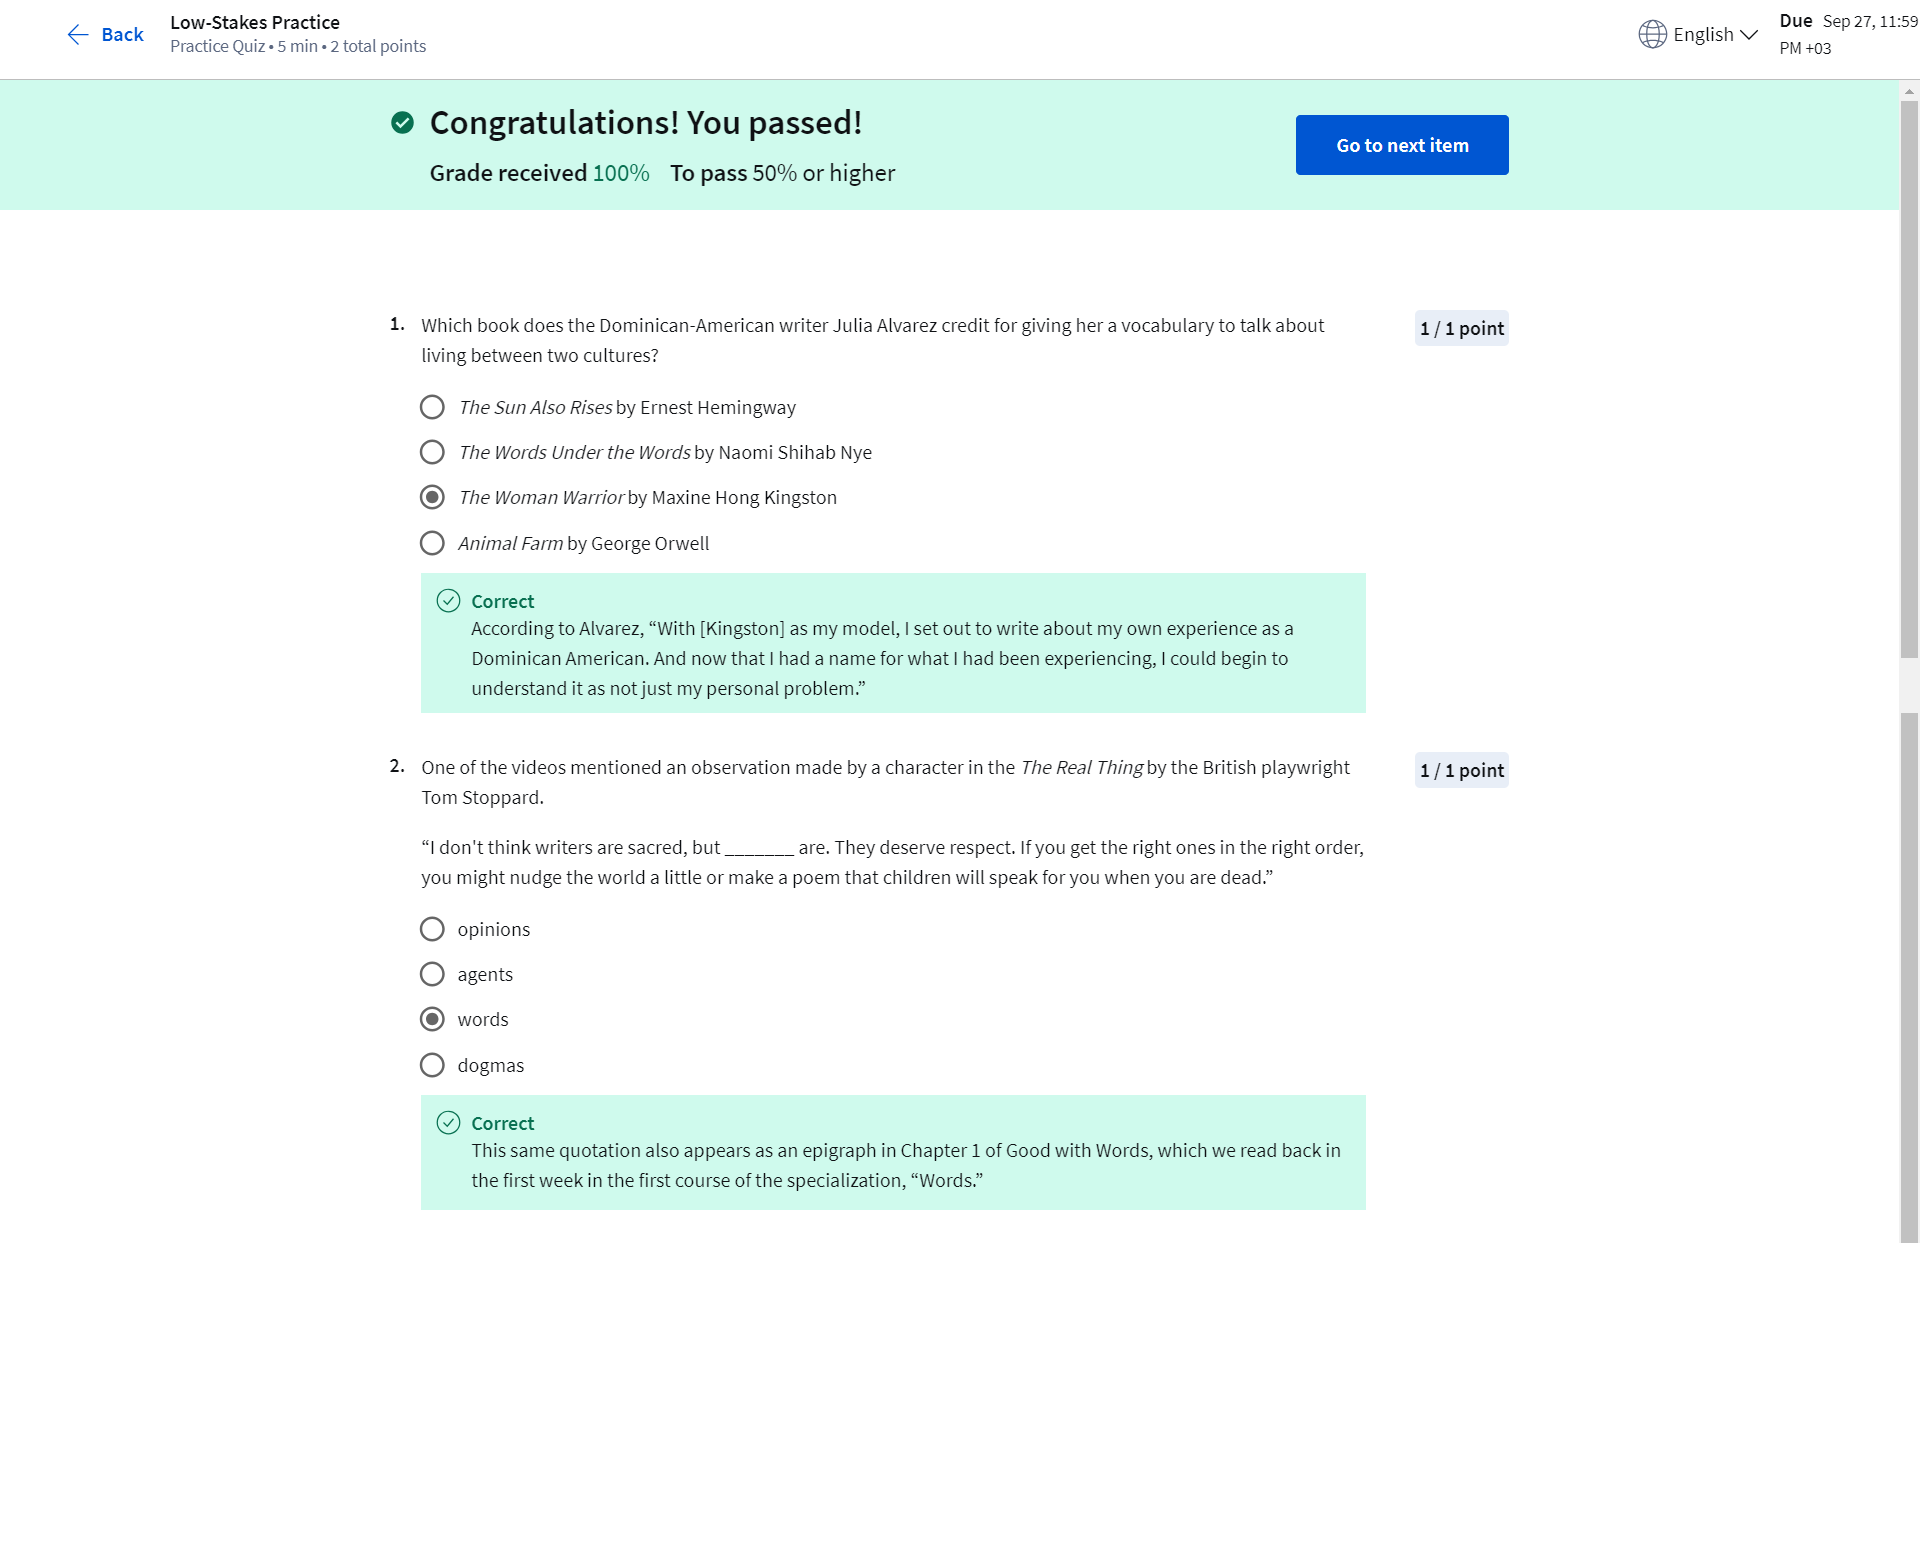 Back
Low-Stakes Practice
Practice Quiz • 5 min • 2 total points
English
Due Sep 27, 11:59
PM +03
Congratulations! You passed!
Grade received 100% To pass 50% or higher
Go to next item
1. Which book does the Dominican-American writer Julia Alvarez credit for giving her a vocabulary to talk about
living between two cultures?
1 / 1 point
The Sun Also Rises by Ernest Hemingway
The Words Under the Words by Naomi Shihab Nye
The Woman Warrior by Maxine Hong Kingston
Animal Farm by George Orwell
Correct
According to Alvarez, “With [Kingston] as my model, I set out to write about my own experience as a
Dominican American. And now that I had a name for what I had been experiencing, I could begin to
understand it as not just my personal problem.”
2. One of the videos mentioned an observation made by a character in the The Real Thing by the British playwright
Tom Stoppard.
1 / 1 point
“I don't think writers are sacred, but _______ are. They deserve respect. If you get the right ones in the right order,
you might nudge the world a little or make a poem that children will speak for you when you are dead.”
opinions
agents
words
dogmas
Correct
This same quotation also appears as an epigraph in Chapter 1 of Good with Words, which we read back in
the first week in the first course of the specialization, “Words.”